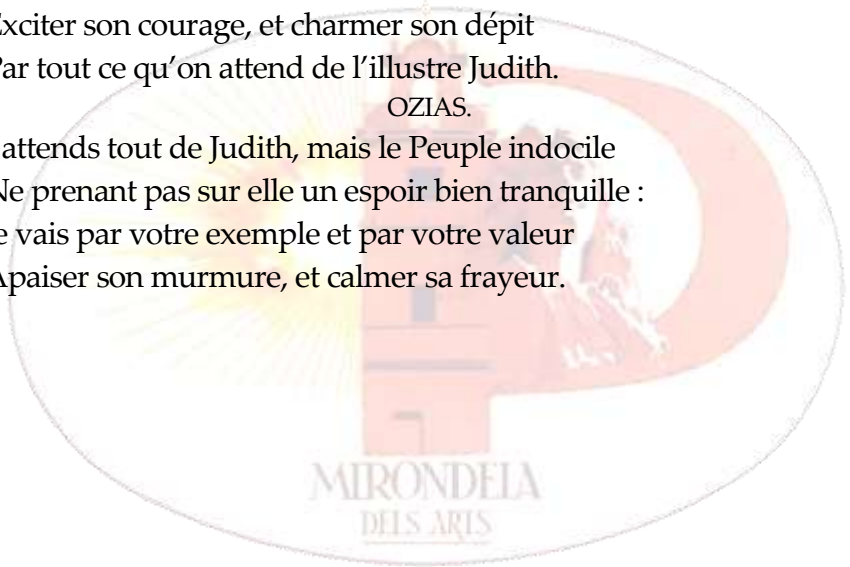 Exciter son courage, et charmer son dépit
Par tout ce qu’on attend de l’illustre Judith.
OZIAS.
attends tout de Judith, mais le Peuple indocile
Ne prenant pas sur elle un espoir bien tranquille :
e vais par votre exemple et par votre valeur
Apaiser son murmure, et calmer sa frayeur.
MIRONDELA
DELS ARTS